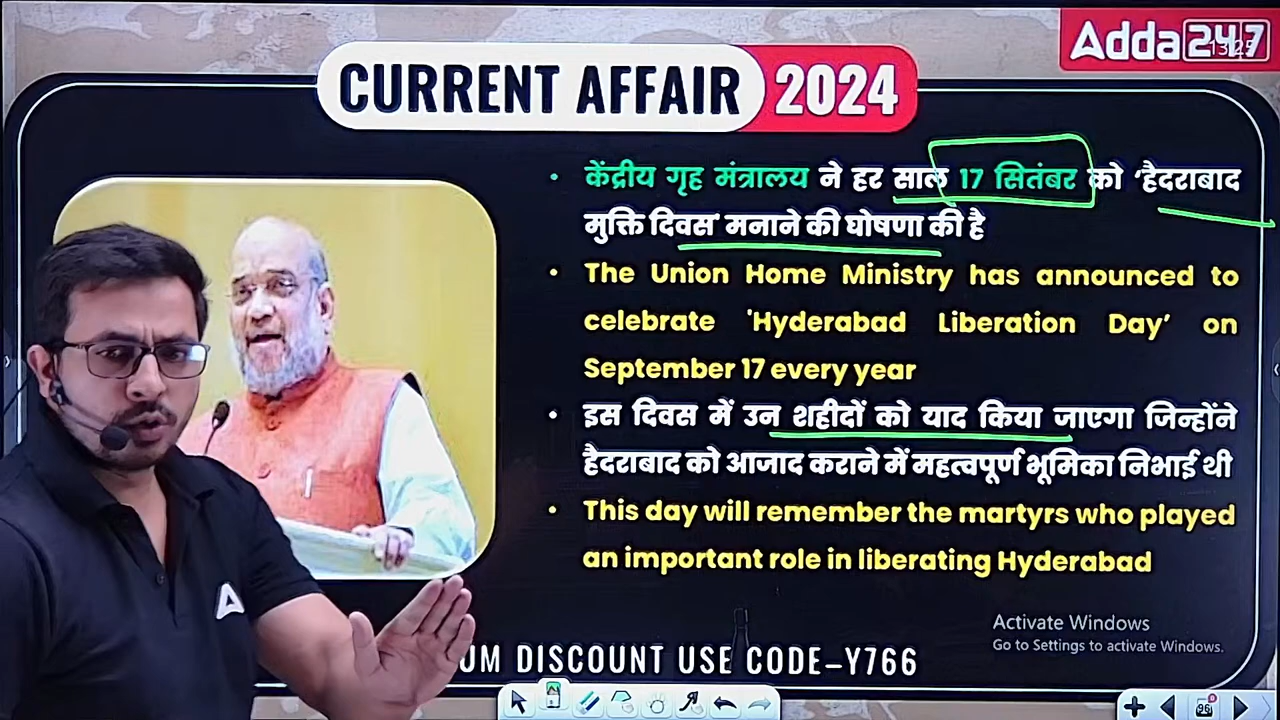 Adda247
13:25
CURRENT AFFAIR 2024
• केंद्रीय गृह मंत्रालय ने हर साल 17 सितंबर को ‘हैदराबाद
मुक्ति दिवस’ मनाने की घोषणा की है
• The Union Home Ministry has announced to
celebrate 'Hyderabad Liberation Day’ on
September 17 every year
• इस दिवस में उन शहीदों को याद किया जाएगा जिन्होंने
हैदराबाद को आजाद कराने में महत्वपूर्ण भूमिका निभाई थी
• This day will remember the martyrs who played
an important role in liberating Hyderabad
Activate Windows
Go to Settings to activate Windows.
DISCOUNT USE CODE–Y766
96